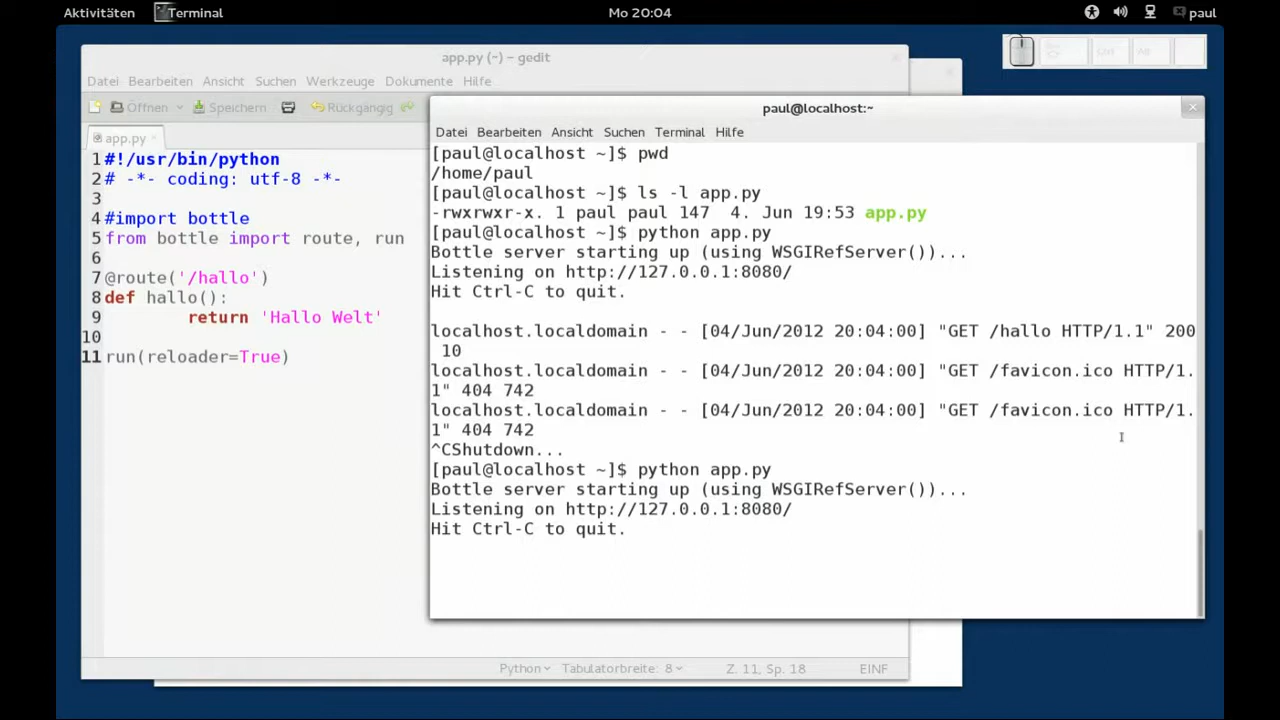 Aktivitäten Terminal Mo 20:04 paul
app.py (~) - gedit
Datei Bearbeiten Ansicht Suchen Werkzeuge Dokumente Hilfe
Öffnen Speichern Rückgängig
app.py
1 #!/usr/bin/python
2 # -*- coding: utf-8 -*-
3
4 #import bottle
5 from bottle import route, run
6
7 @route('/hallo')
8 def hallo():
9 return 'Hallo Welt'
10
11 run(reloader=True)
Python Tabulatorbreite: 8 Z. 11, Sp. 18 EINF
paul@localhost:~
Datei Bearbeiten Ansicht Suchen Terminal Hilfe
[paul@localhost ~]$ pwd
/home/paul
[paul@localhost ~]$ ls -l app.py
-rwxrwxr-x. 1 paul paul 147  4. Jun 19:53 app.py
[paul@localhost ~]$ python app.py
Bottle server starting up (using WSGIRefServer())...
Listening on http://127.0.0.1:8080/
Hit Ctrl-C to quit.
localhost.localdomain - - [04/Jun/2012 20:04:00] "GET /hallo HTTP/1.1" 200
10
localhost.localdomain - - [04/Jun/2012 20:04:00] "GET /favicon.ico HTTP/1.
1" 404 742
localhost.localdomain - - [04/Jun/2012 20:04:00] "GET /favicon.ico HTTP/1.
1" 404 742
^CShutdown...
[paul@localhost ~]$ python app.py
Bottle server starting up (using WSGIRefServer())...
Listening on http://127.0.0.1:8080/
Hit Ctrl-C to quit.
Ctrl Alt